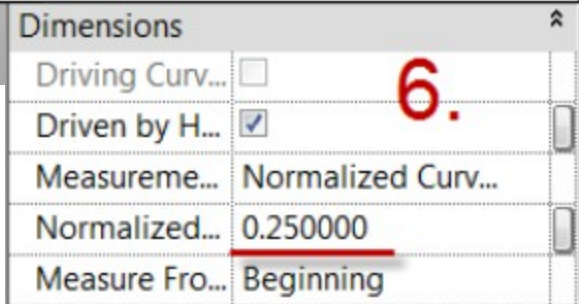 Dimensions
Driving Curv...
6.
Driven by H...
Measureme... Normalized Curv...
Normalized... 0.250000
Measure Fro... Beginning